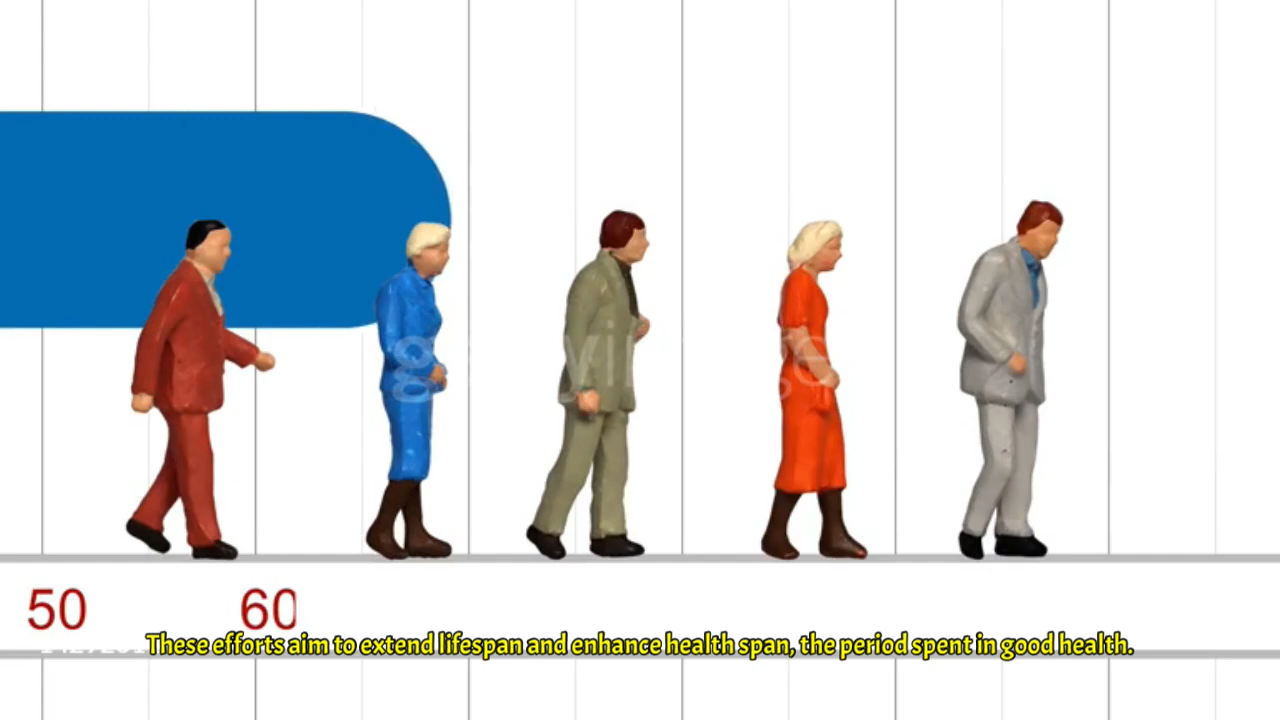 50 60
These efforts aim to extend lifespan and enhance health span, the period spent in good health.